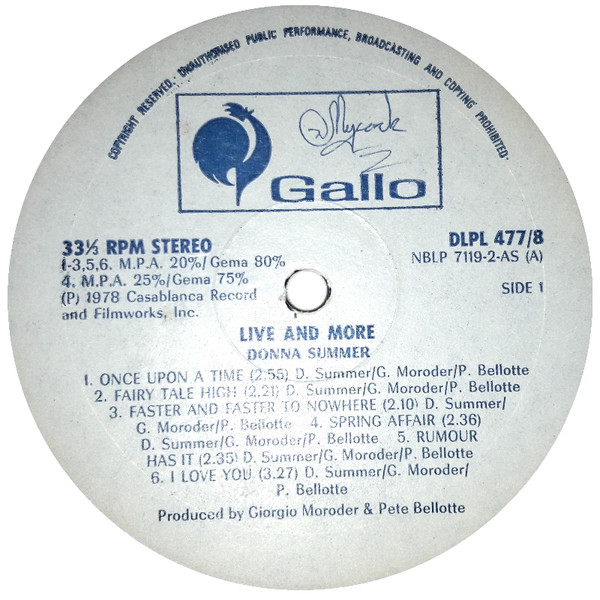 COPYRIGHT RESERVED. UNAUTHORISED PUBLIC PERFORMANCE, BROADCASTING AND COPYING PROHIBITED.
Gallo
33⅓ RPM STEREO
1-3,5,6. M.P.A. 20%/Gema 80%
4. M.P.A. 25%/Gema 75%
(P) 1978 Casablanca Record
and Filmworks, Inc.
DLPL 477/8
NBLP 7119-2-AS (A)
SIDE 1
LIVE AND MORE
DONNA SUMMER
1. ONCE UPON A TIME (2.55) D. Summer/G. Moroder/P. Bellotte
2. FAIRY TALE HIGH (2.21) D. Summer/G. Moroder/P. Bellotte
3. FASTER AND FASTER TO NOWHERE (2.10) D. Summer/
G. Moroder/P. Bellotte 4. SPRING AFFAIR (2.36)
D. Summer/G. Moroder/P. Bellotte 5. RUMOUR
HAS IT (2.35) D. Summer/G. Moroder/P. Bellotte
6. I LOVE YOU (3.27) D. Summer/G. Moroder/
P. Bellotte
Produced by Giorgio Moroder & Pete Bellotte